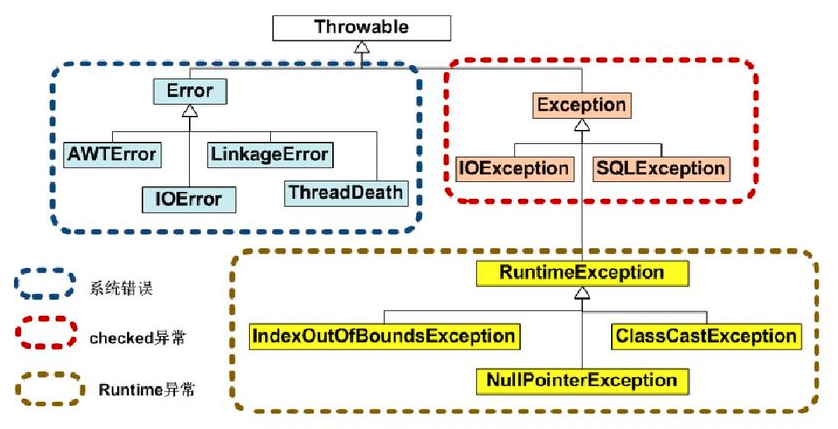 Throwable
Error
Exception
AWTError
LinkageError
IOException
SQLException
IOError
ThreadDeath
RuntimeException
系统错误
IndexOutOfBoundsException
ClassCastException
checked异常
NullPointerException
Runtime异常